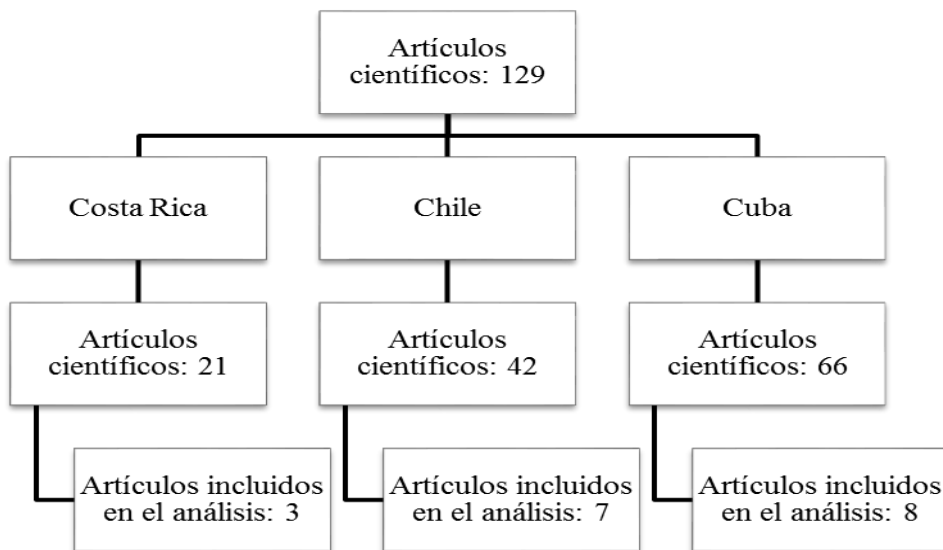 Artículos
científicos: 129
Costa Rica
Chile
Cuba
Artículos
científicos: 21
Artículos
científicos: 42
Artículos
científicos: 66
Artículos incluidos
en el análisis: 3
Artículos incluidos
en el análisis: 7
Artículos incluidos
en el análisis: 8